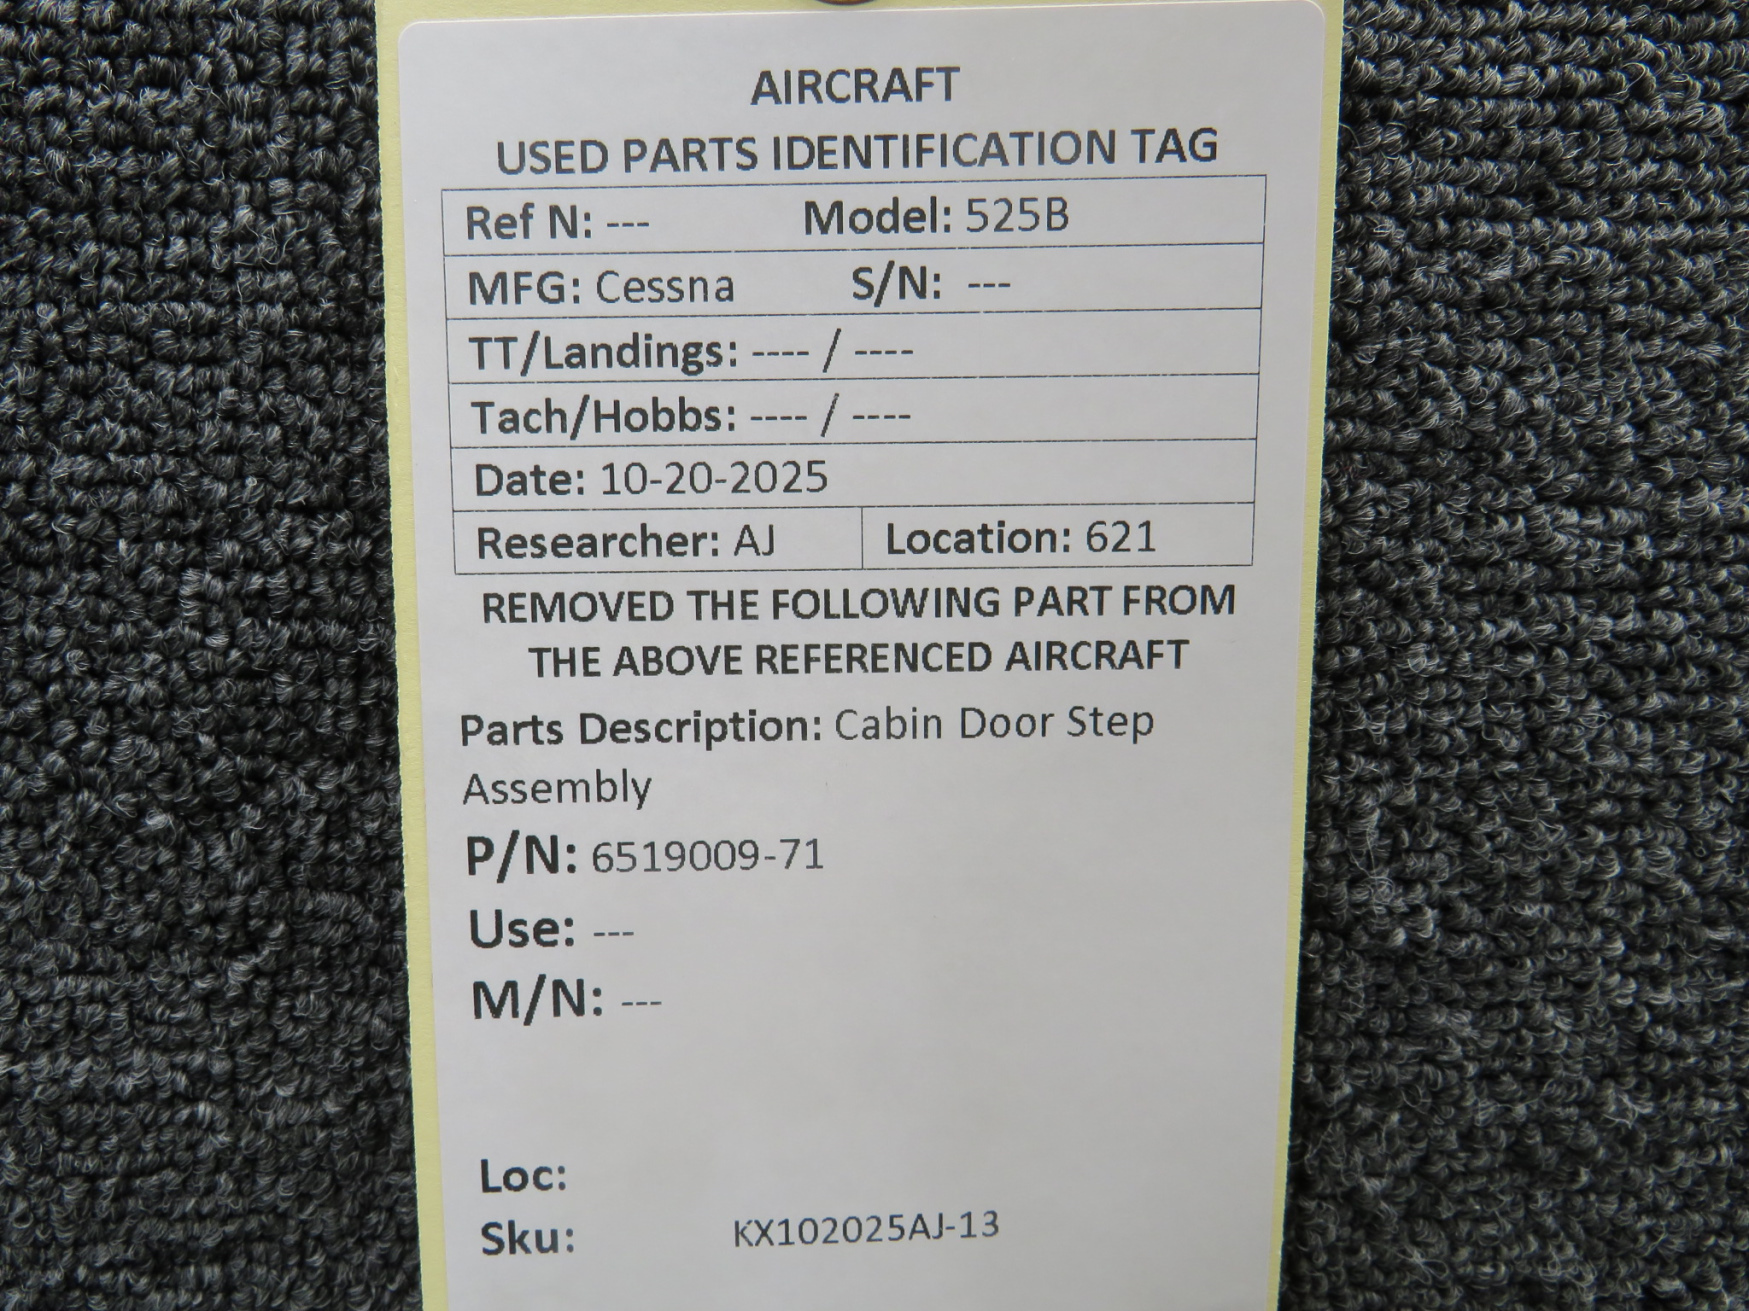 AIRCRAFT
USED PARTS IDENTIFICATION TAG
Ref N: --- Model: 525B
MFG: Cessna S/N: ---
TT/Landings: ---- / ----
Tach/Hobbs: ---- / ----
Date: 10-20-2025
Researcher: AJ Location: 621
REMOVED THE FOLLOWING PART FROM
THE ABOVE REFERENCED AIRCRAFT
Parts Description: Cabin Door Step
Assembly
P/N: 6519009-71
Use: ---
M/N: ---
Loc:
Sku: KX102025AJ-13